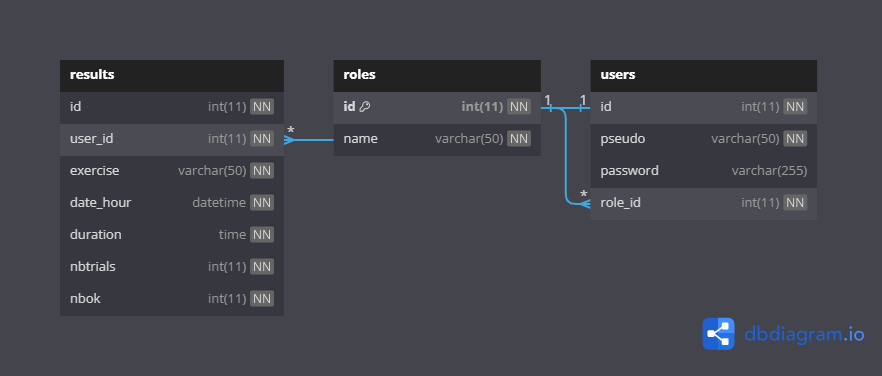 results
id int(11) NN
user_id int(11) NN
exercise varchar(50) NN
date_hour datetime NN
duration time NN
nbtrials int(11) NN
nbok int(11) NN
*
roles
id int(11) NN
name varchar(50) NN
1
1
*
users
id int(11) NN
pseudo varchar(50) NN
password varchar(255)
role_id int(11) NN
dbdiagram.io